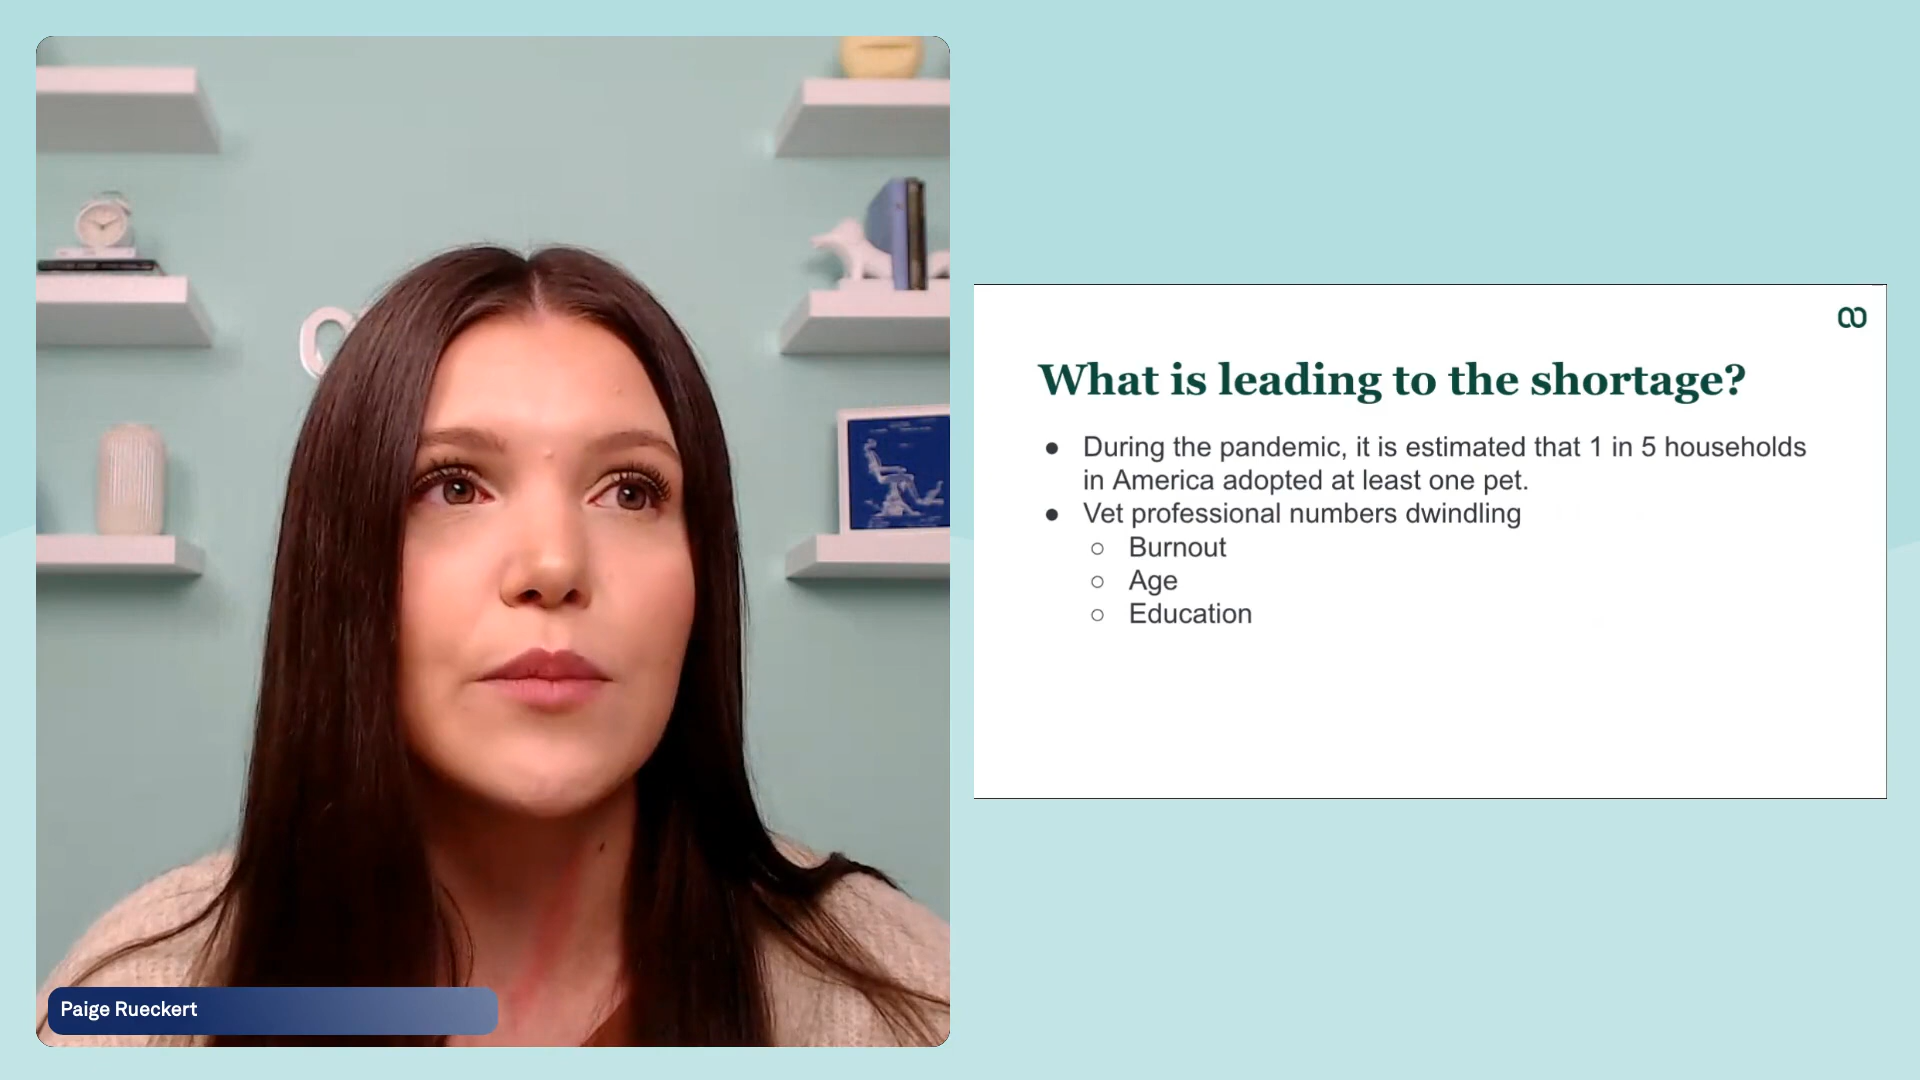 What is leading to the shortage?
● During the pandemic, it is estimated that 1 in 5 households
in America adopted at least one pet.
● Vet professional numbers dwindling
○ Burnout
○ Age
○ Education
Paige Rueckert